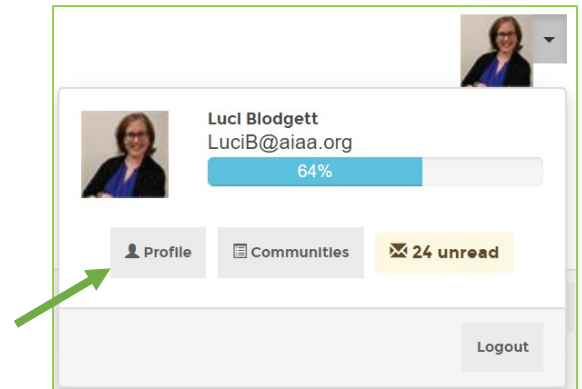 Luci Blodgett
LuciB@aiaa.org
64%
Profile Communities 24 unread
Logout